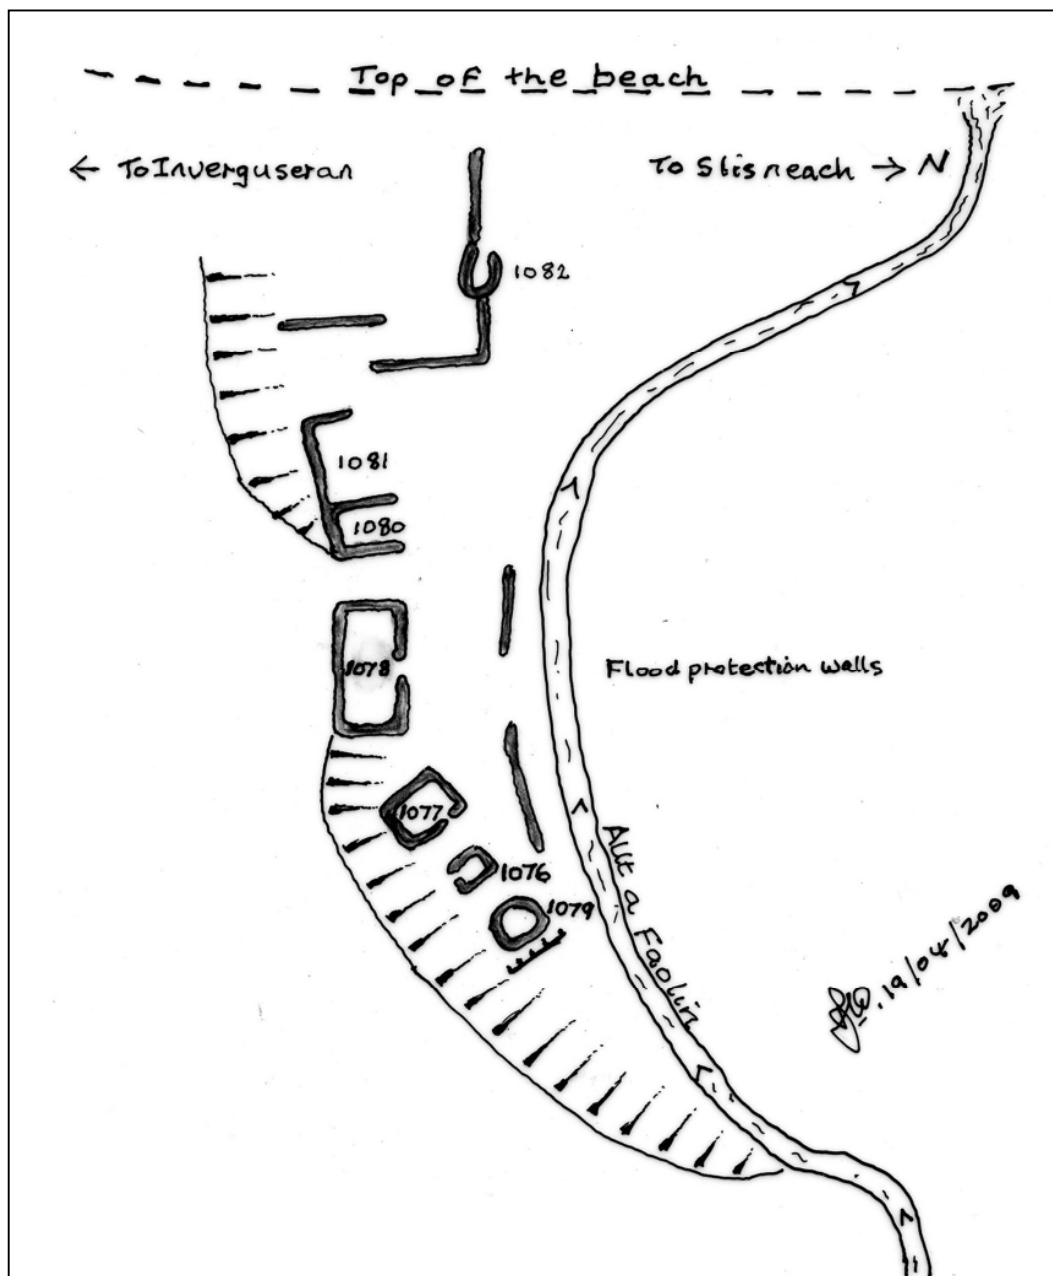 Top of the beach
← To Inverguseran
To Slisneach → N
1082
1081
1080
1078
Flood protection walls
1077
1076
1079
Allt a Faolin
19/04/2009